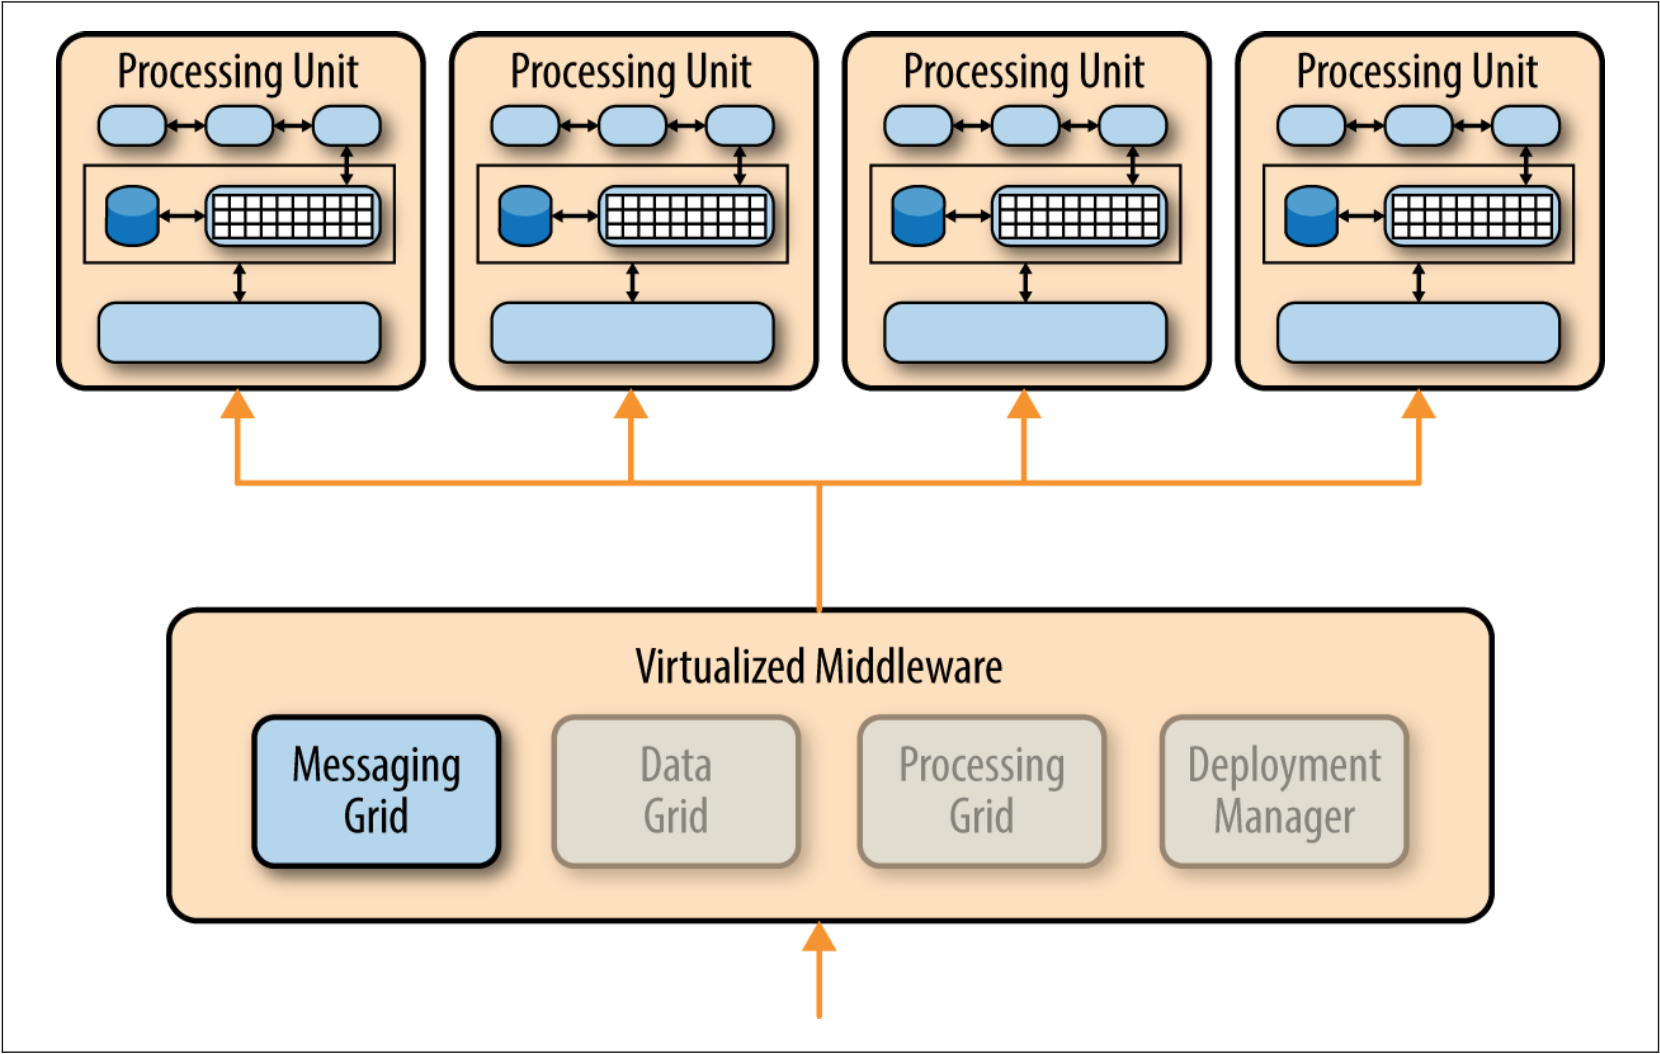 Processing Unit
Processing Unit
Processing Unit
Processing Unit
Virtualized Middleware
Messaging
Grid
Data
Grid
Processing
Grid
Deployment
Manager